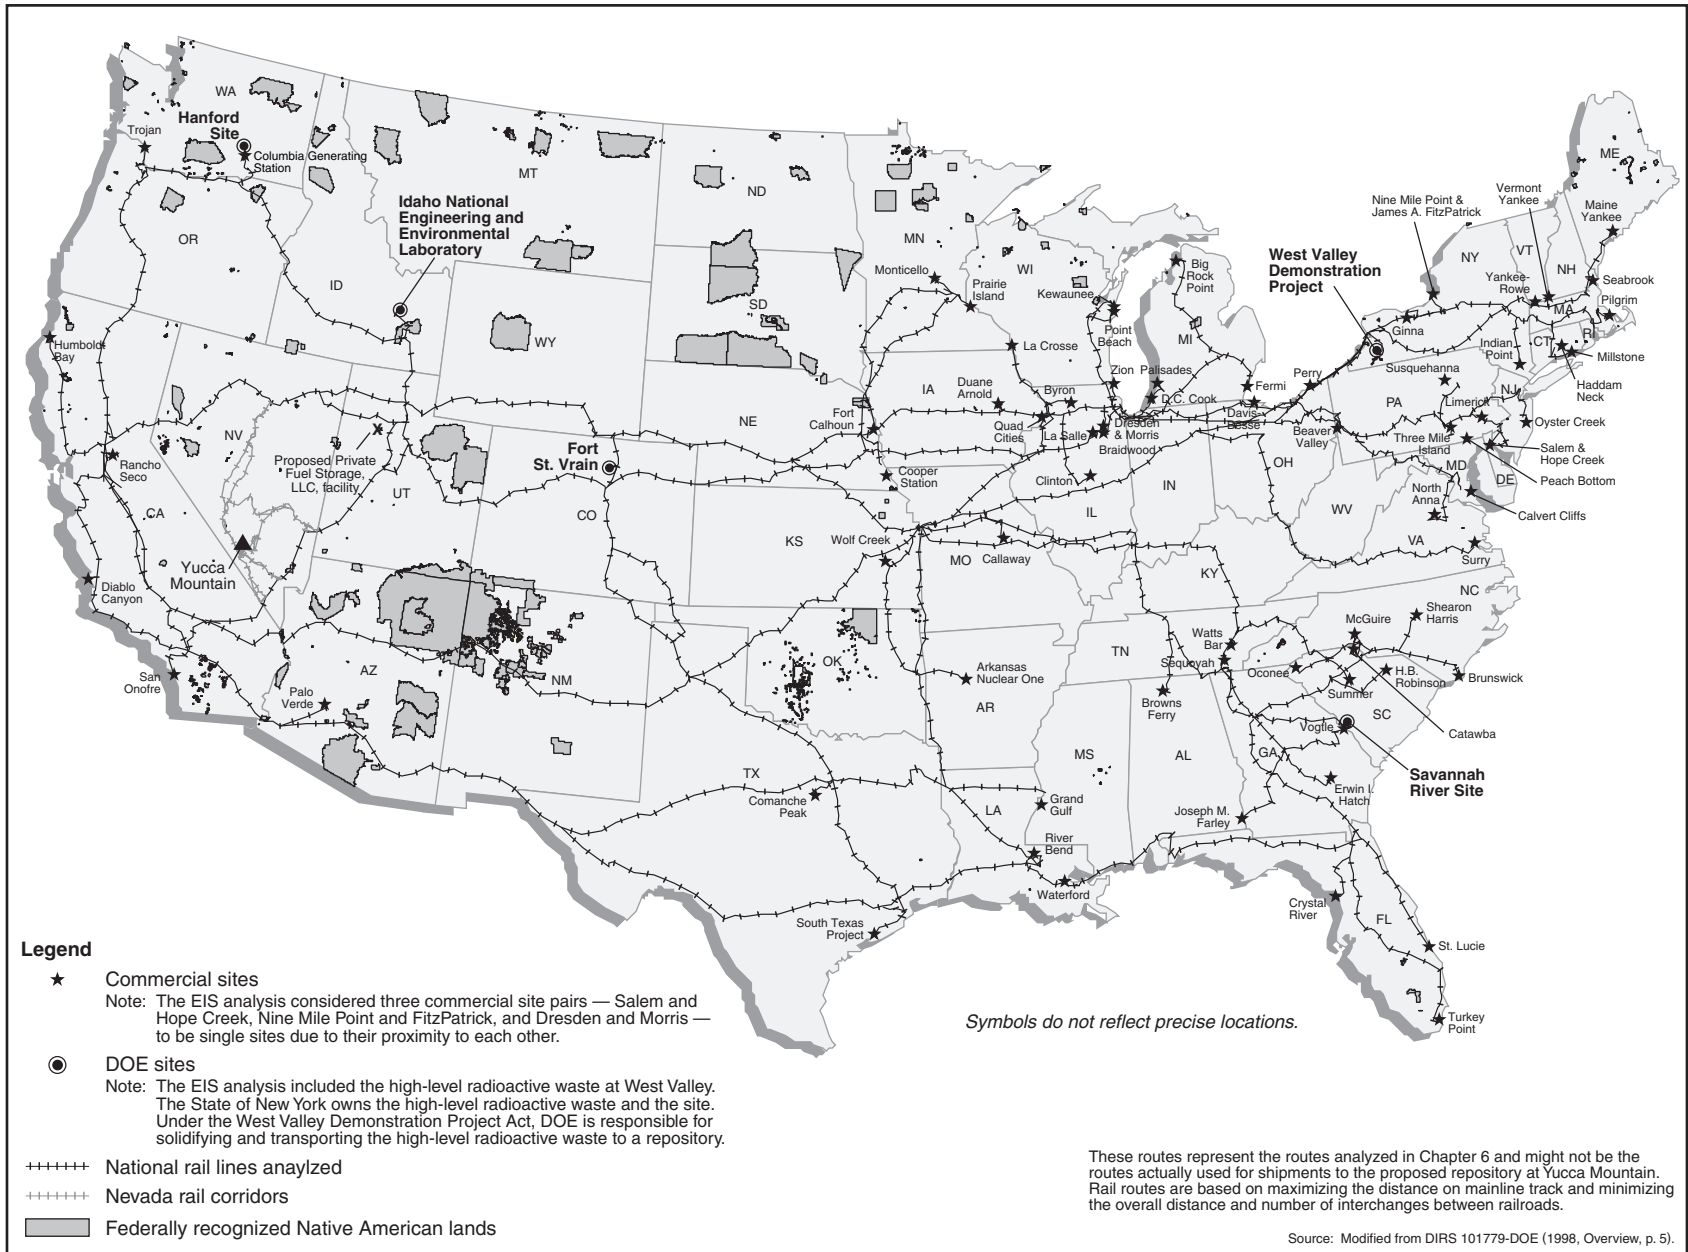 WA
Hanford
Site
Trojan
Columbia Generating
Station
MT
ND
OR
Idaho National
Engineering and
Environmental
Laboratory
ID
MN
Monticello
Prairie
Island
WI
Kewaunee
Point
Beach
Big
Rock
Point
MI
West Valley
Demonstration
Project
Nine Mile Point &
James A. FitzPatrick
Vermont
Yankee
ME
Maine
Yankee
NY
VT
NH
Yankee-
Rowe
Seabrook
Pilgrim
MA
RI
CT
Ginna
Indian
Point
Millstone
Haddam
Neck
Humboldt
Bay
SD
WY
La Crosse
Zion
Palisades
D.C. Cook
Fermi
Perry
Davis-
Besse
Susquehanna
PA
NJ
Limerick
Oyster Creek
IA
Duane
Arnold
Byron
Quad
Cities
La Salle
Dresden
& Morris
Braidwood
Beaver
Valley
Three Mile
Island
Salem &
Hope Creek
Peach Bottom
NE
Fort
Calhoun
Cooper
Station
Clinton
IN
OH
MD
DE
North
Anna
Calvert Cliffs
NV
Rancho
Seco
Proposed Private
Fuel Storage,
LLC, facility
X
UT
Fort
St. Vrain
CO
CA
KS
Wolf Creek
MO
Callaway
IL
WV
VA
Surry
KY
NC
Yucca
Mountain
Diablo
Canyon
Shearon
Harris
McGuire
Watts
Bar
Sequoyah
TN
Oconee
Summer
H.B.
Robinson
Brunswick
SC
Catawba
San
Onofre
AZ
Palo
Verde
NM
OK
Arkansas
Nuclear One
AR
Browns
Ferry
MS
AL
GA
Vogtle
Savannah
River Site
Erwin I.
Hatch
TX
Comanche
Peak
LA
Grand
Gulf
River
Bend
Waterford
Joseph M.
Farley
Crystal
River
FL
St. Lucie
Turkey
Point
South Texas
Project
Legend
Commercial sites
Note: The EIS analysis considered three commercial site pairs — Salem and
Hope Creek, Nine Mile Point and FitzPatrick, and Dresden and Morris —
to be single sites due to their proximity to each other.
DOE sites
Note: The EIS analysis included the high-level radioactive waste at West Valley.
The State of New York owns the high-level radioactive waste and the site.
Under the West Valley Demonstration Project Act, DOE is responsible for
solidifying and transporting the high-level radioactive waste to a repository.
National rail lines anaylzed
Nevada rail corridors
Federally recognized Native American lands
Symbols do not reflect precise locations.
These routes represent the routes analyzed in Chapter 6 and might not be the
routes actually used for shipments to the proposed repository at Yucca Mountain.
Rail routes are based on maximizing the distance on mainline track and minimizing
the overall distance and number of interchanges between railroads.
Source: Modified from DIRS 101779-DOE (1998, Overview, p. 5).